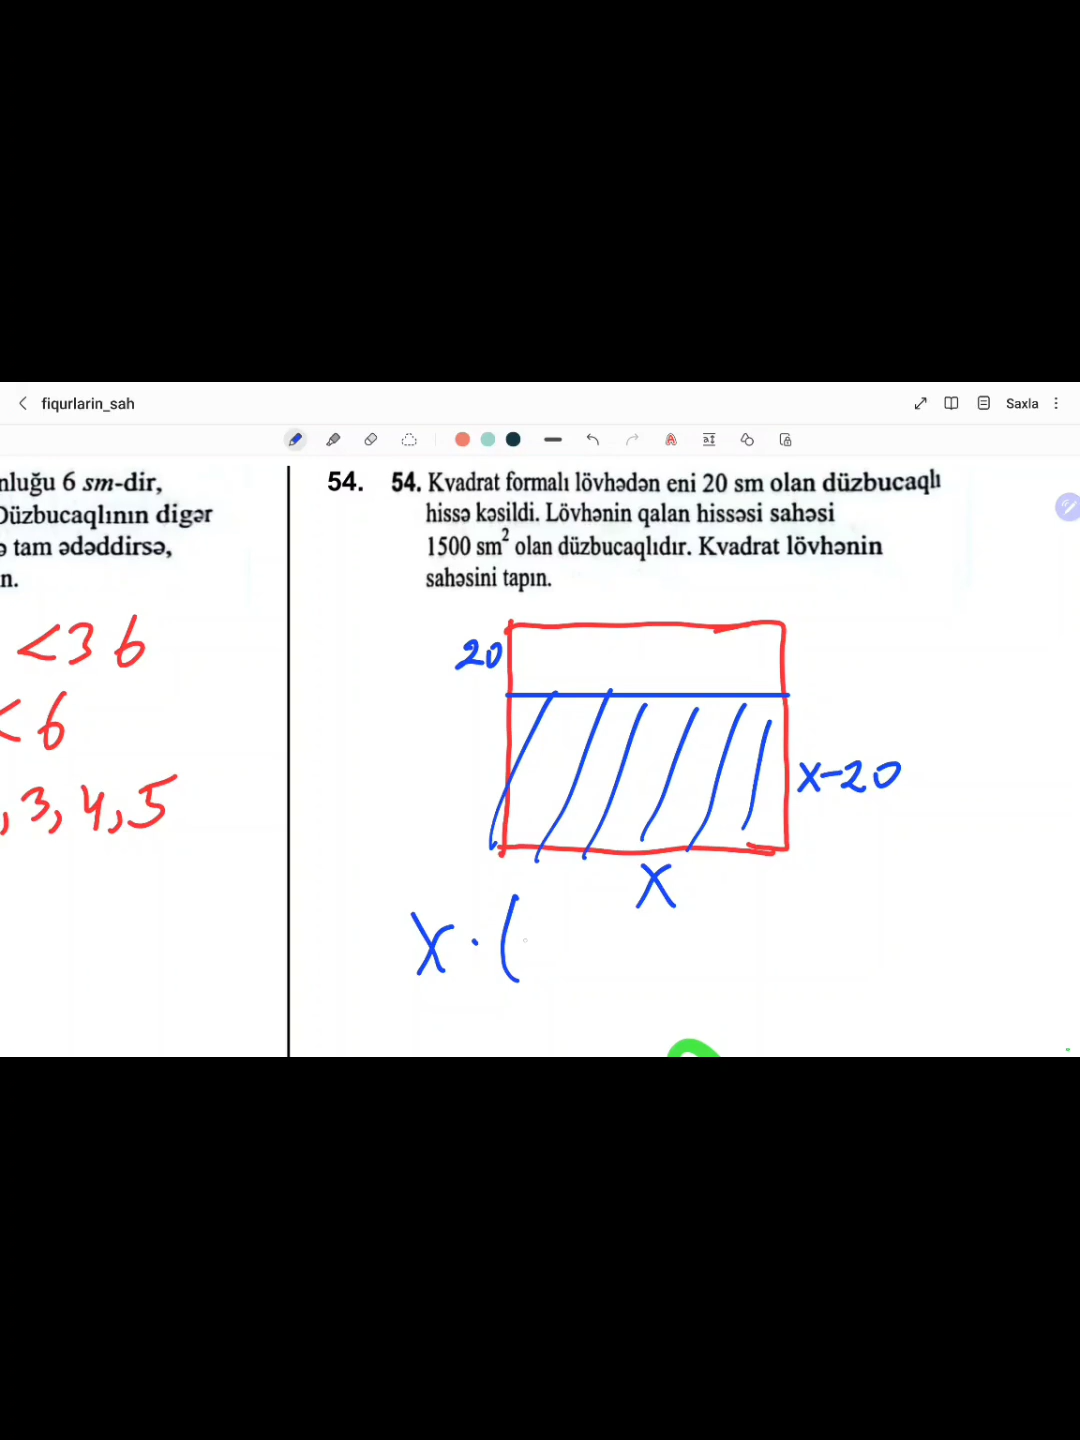 fiqurlarin_sah
Saxla
nluğu 6 sm-dir,
Düzbucaqlının digər
ə tam ədəddirsə,
n.
<36
<6
, 3, 4, 5
54. 54. Kvadrat formalı lövhədən eni 20 sm olan düzbucaqlı
hissə kəsildi. Lövhənin qalan hissəsi sahəsi
1500 sm² olan düzbucaqlıdır. Kvadrat lövhənin
sahəsini tapın.
20
x-20
x
x · (